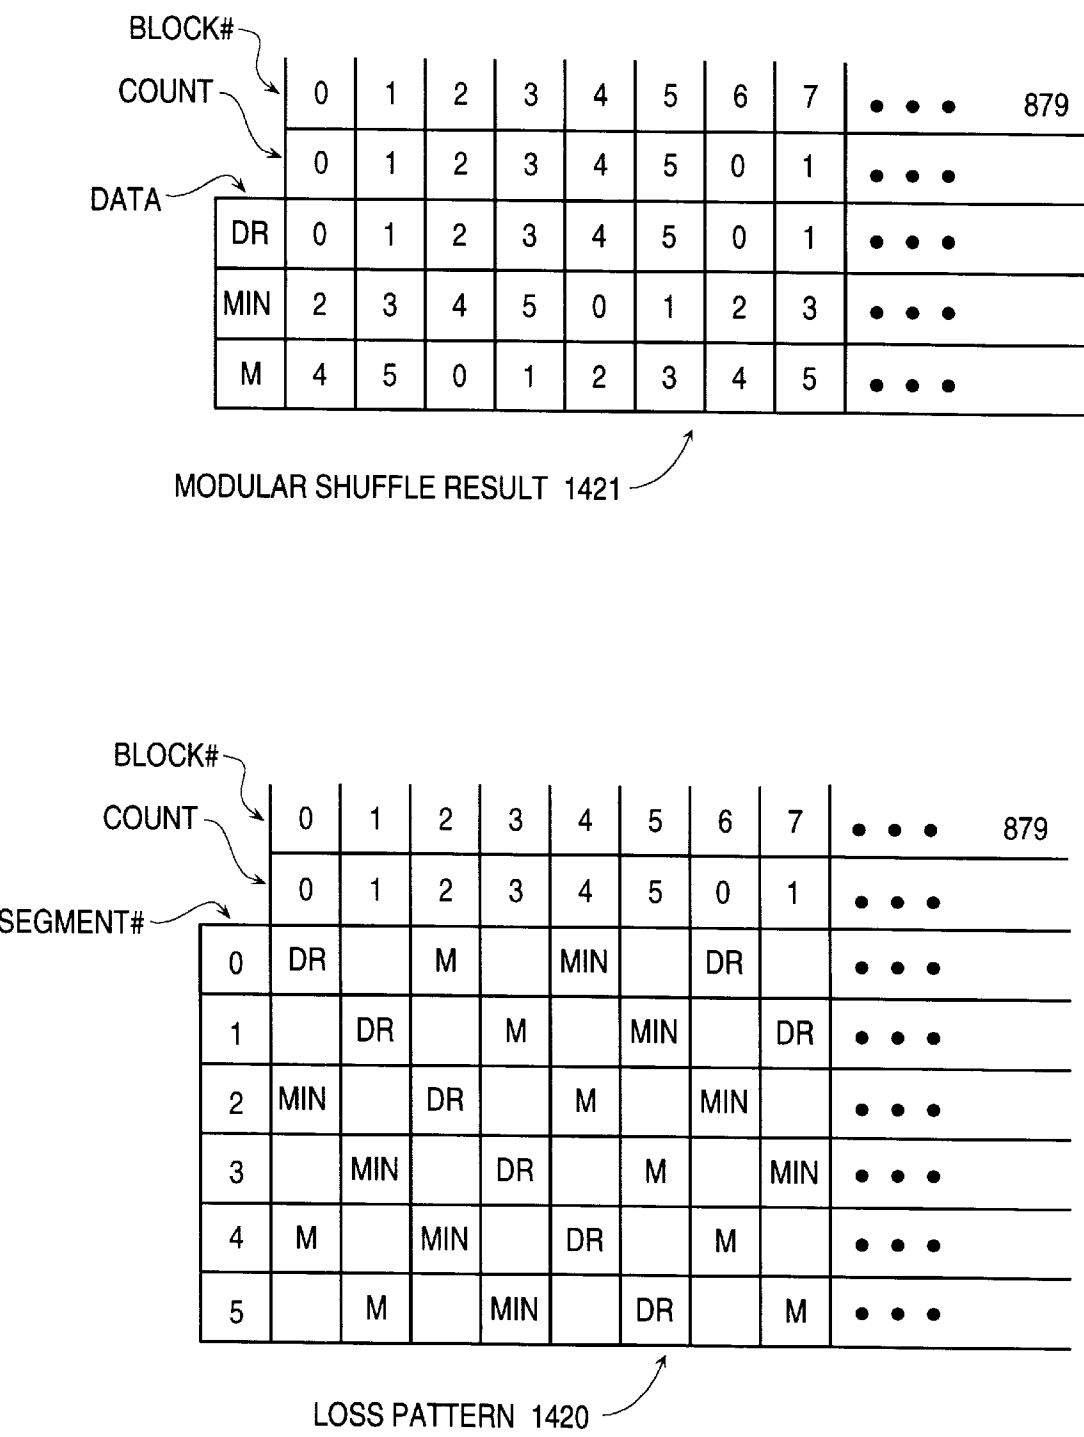 BLOCK#
0 1 2 3 4 5 6 7 ● ● ● 879
COUNT
0 1 2 3 4 5 0 1 ● ● ●
DATA
DR 0 1 2 3 4 5 0 1 ● ● ●
MIN 2 3 4 5 0 1 2 3 ● ● ●
M 4 5 0 1 2 3 4 5 ● ● ●
MODULAR SHUFFLE RESULT 1421
BLOCK#
0 1 2 3 4 5 6 7 ● ● ● 879
COUNT
0 1 2 3 4 5 0 1 ● ● ●
SEGMENT#
0 DR M MIN DR ● ● ●
1 DR M MIN DR ● ● ●
2 MIN DR M MIN ● ● ●
3 MIN DR M MIN ● ● ●
4 M MIN DR M ● ● ●
5 M MIN DR M ● ● ●
LOSS PATTERN 1420